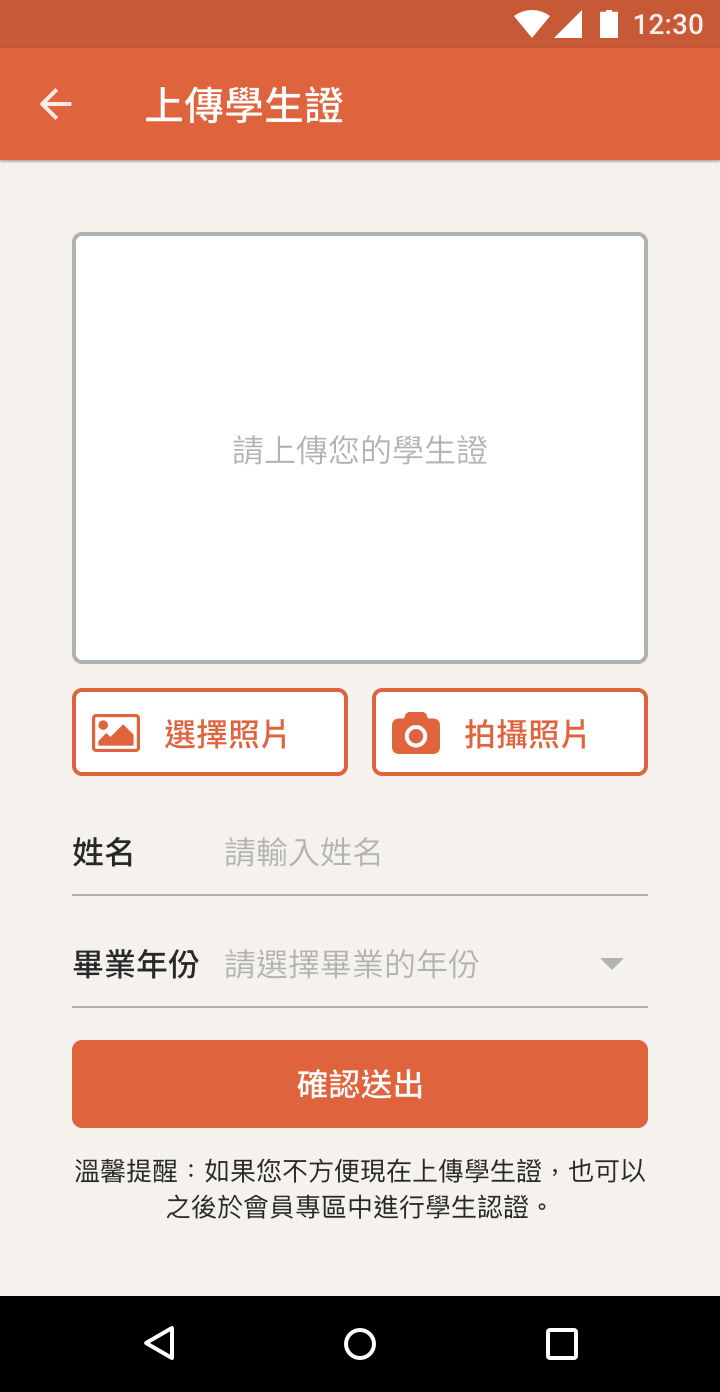 12:30
上傳學生證
請上傳您的學生證
選擇照片
拍攝照片
姓名 請輸入姓名
畢業年份 請選擇畢業的年份
確認送出
溫馨提醒：如果您不方便現在上傳學生證，也可以
之後於會員專區中進行學生認證。